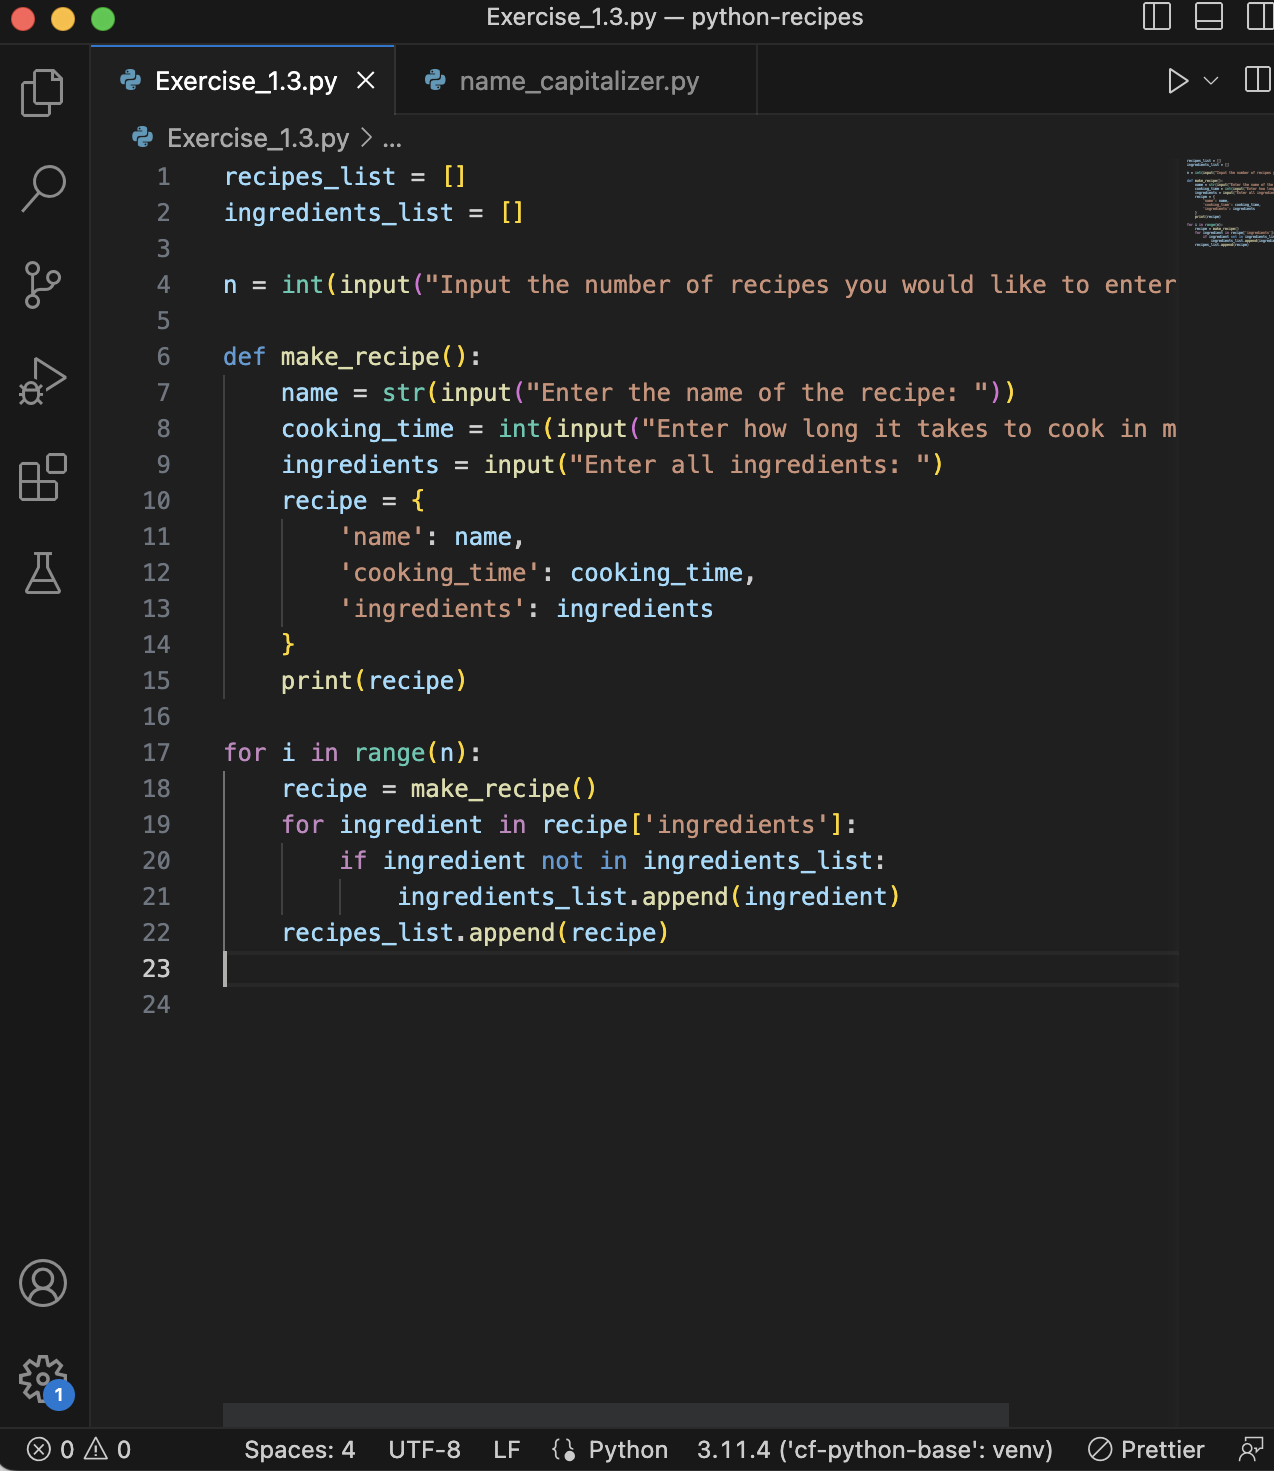 Exercise_1.3.py — python-recipes
Exercise_1.3.py
name_capitalizer.py
Exercise_1.3.py > ...
1 recipes_list = []
2 ingredients_list = []
3
4 n = int(input("Input the number of recipes you would like to enter
5
6 def make_recipe():
7     name = str(input("Enter the name of the recipe: "))
8     cooking_time = int(input("Enter how long it takes to cook in m
9     ingredients = input("Enter all ingredients: ")
10     recipe = {
11         'name': name,
12         'cooking_time': cooking_time,
13         'ingredients': ingredients
14     }
15     print(recipe)
16
17 for i in range(n):
18     recipe = make_recipe()
19     for ingredient in recipe['ingredients']:
20         if ingredient not in ingredients_list:
21             ingredients_list.append(ingredient)
22     recipes_list.append(recipe)
23
24
1
0 0 Spaces: 4 UTF-8 LF {} Python 3.11.4 ('cf-python-base': venv) Prettier